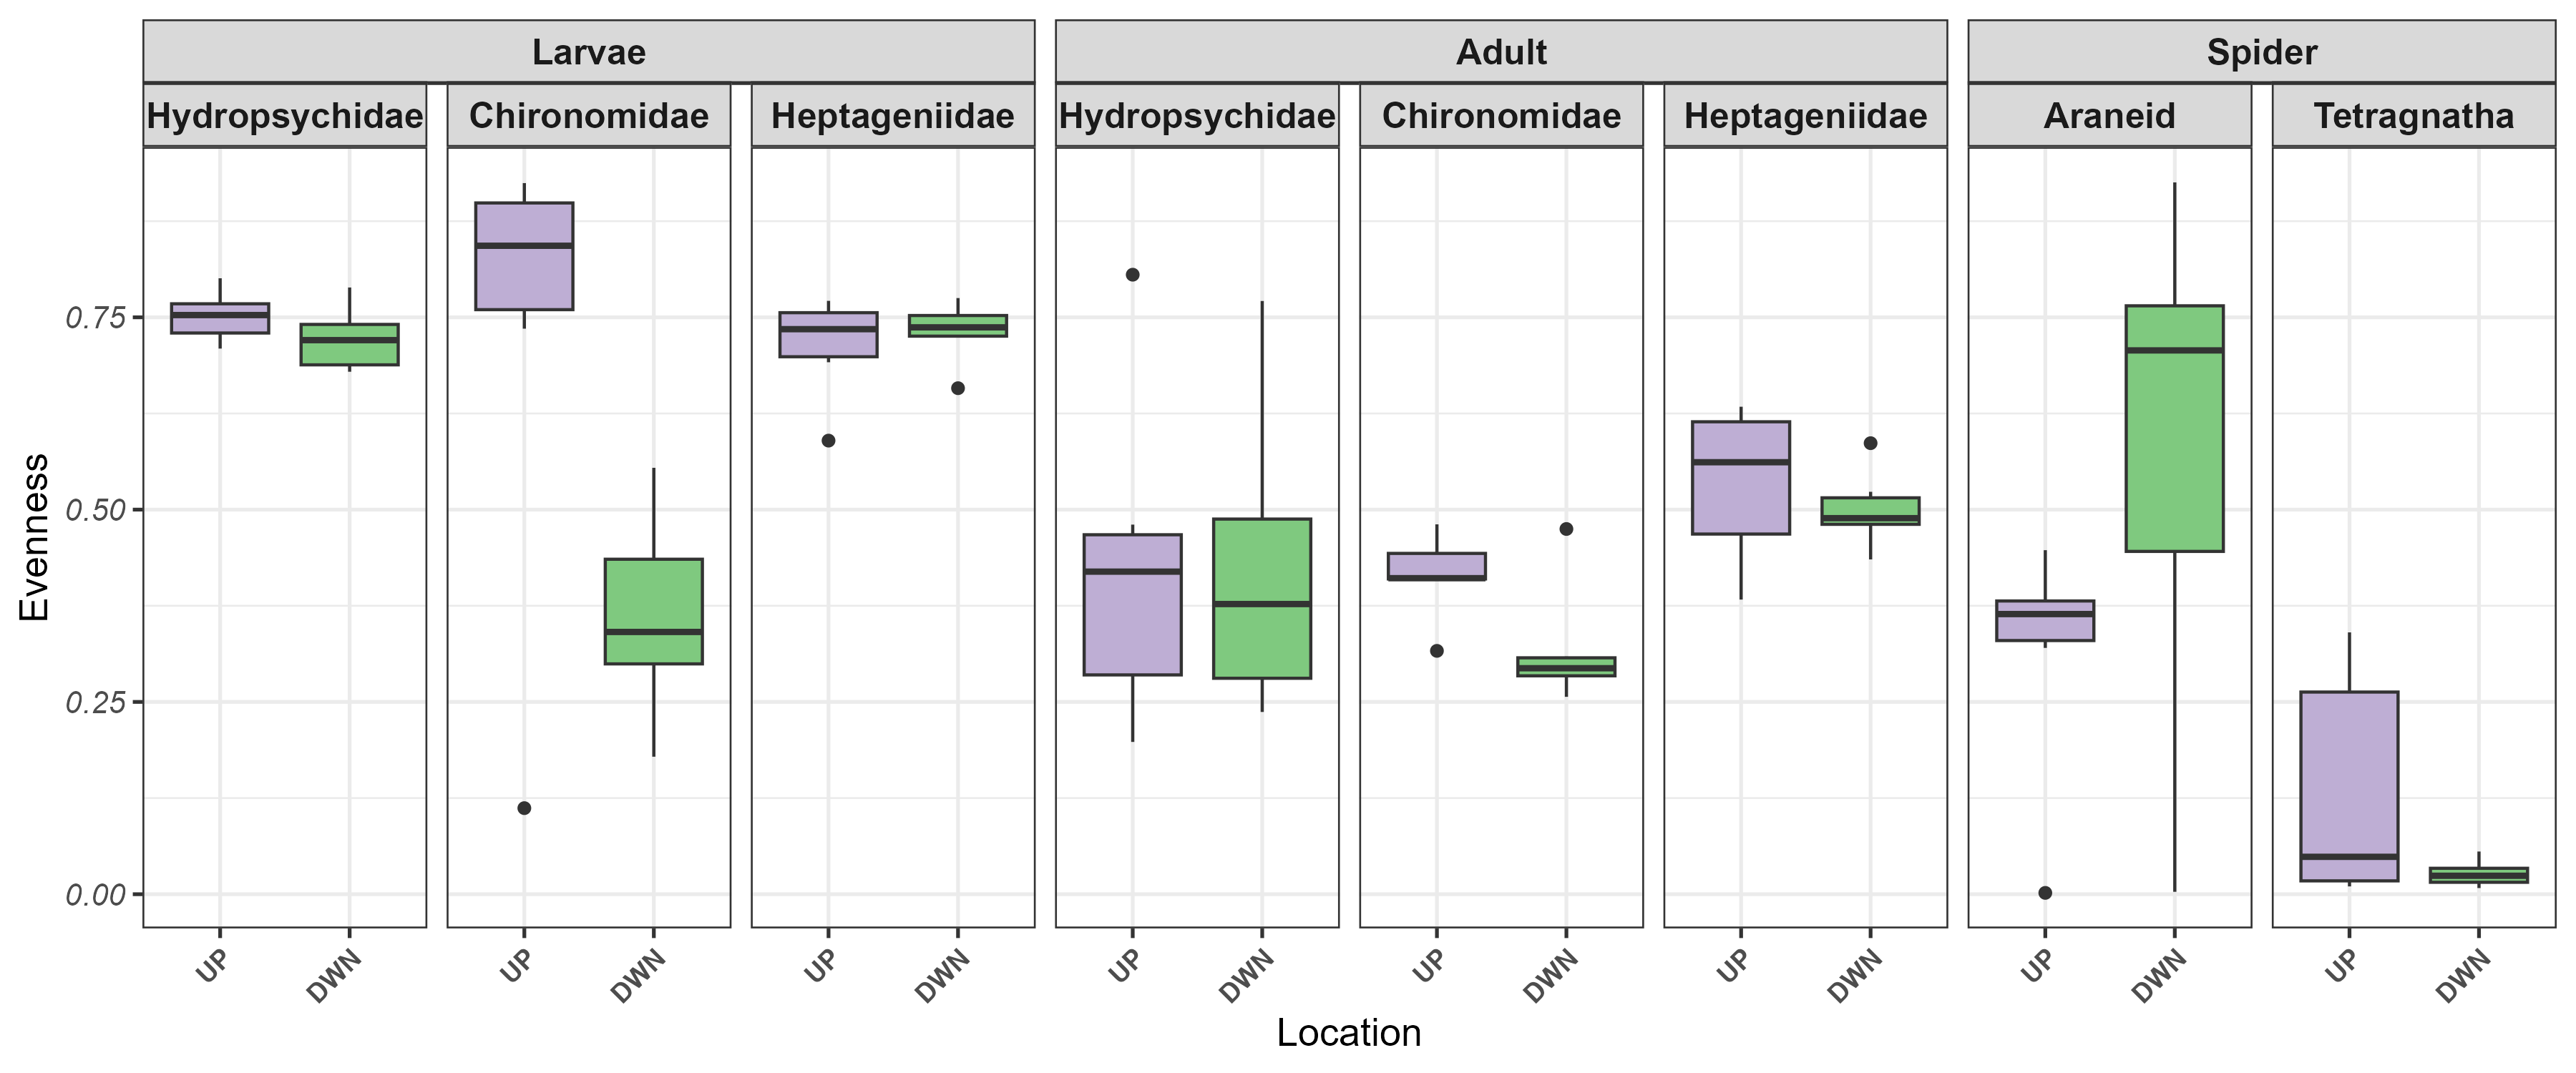 Larvae Adult Spider
Hydropsychidae Chironomidae Heptageniidae Hydropsychidae Chironomidae Heptageniidae Araneid Tetragnatha
Evenness
0.75
0.50
0.25
0.00
UP DWN UP DWN UP DWN UP DWN UP DWN UP DWN UP DWN UP DWN
Location